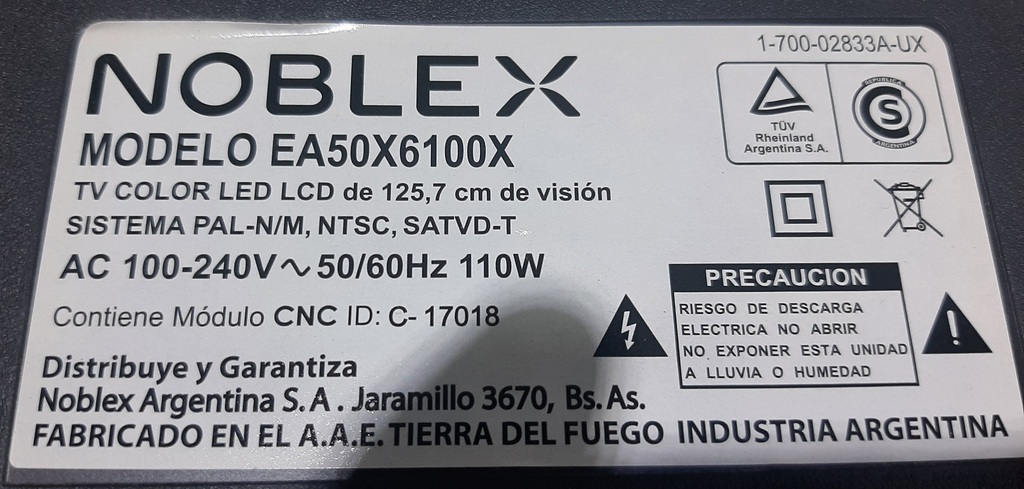 1-700-02833A-UX
NOBLEX
MODELO EA50X6100X
TV COLOR LED LCD de 125,7 cm de visión
SISTEMA PAL-N/M, NTSC, SATVD-T
AC 100-240V∿50/60Hz 110W
Contiene Módulo CNC ID: C- 17018
TÜV
Rheinland
Argentina S.A.
REPUBLICA
S
ARGENTINA
PRECAUCION
RIESGO DE DESCARGA
ELECTRICA NO ABRIR
NO EXPONER ESTA UNIDAD
A LLUVIA O HUMEDAD
!
Distribuye y Garantiza
Noblex Argentina S.A. Jaramillo 3670, Bs.As.
FABRICADO EN EL A.A.E. TIERRA DEL FUEGO INDUSTRIA ARGENTINA